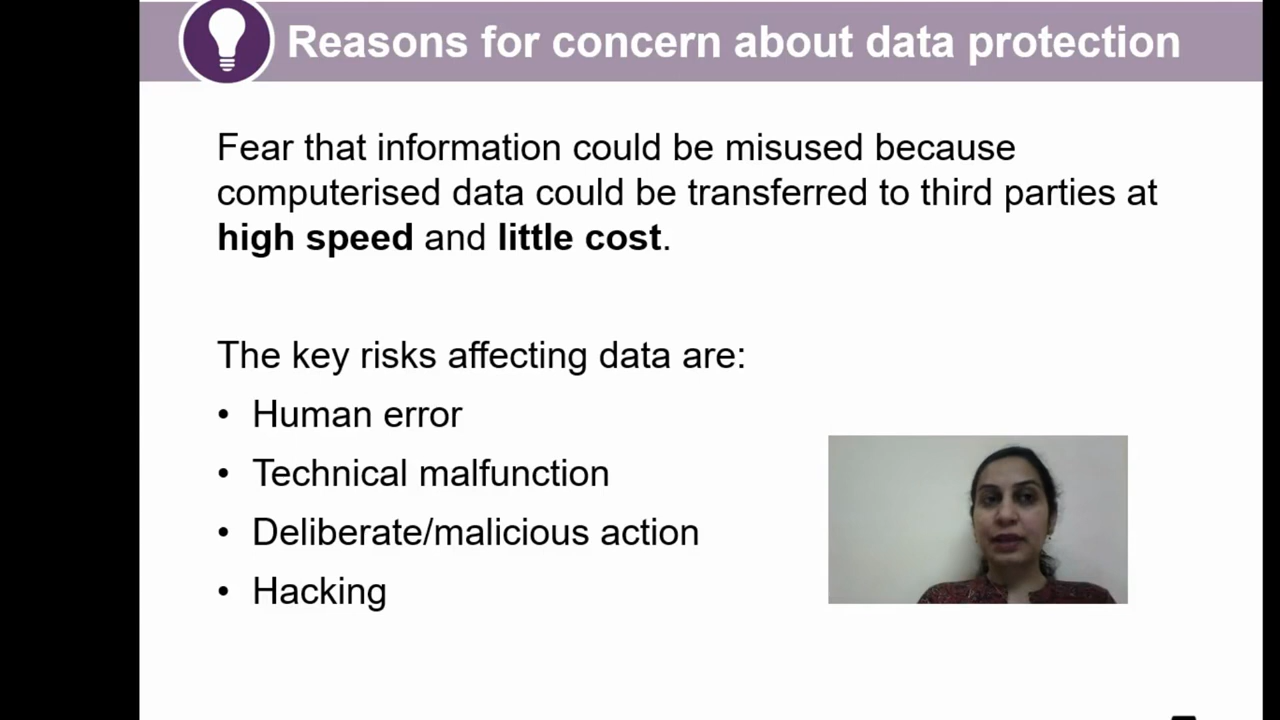 Reasons for concern about data protection
Fear that information could be misused because
computerised data could be transferred to third parties at
high speed and little cost.
The key risks affecting data are:
• Human error
• Technical malfunction
• Deliberate/malicious action
• Hacking